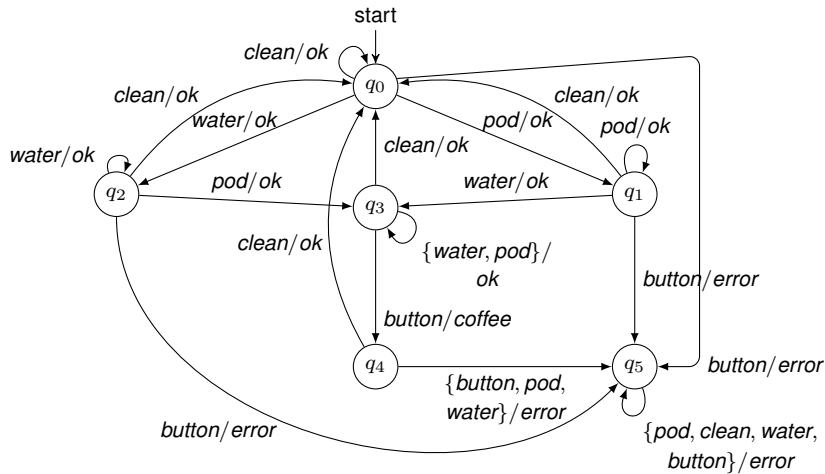 start
clean/ok
q0
clean/ok
clean/ok
water/ok
pod/ok
pod/ok
clean/ok
water/ok
q2
pod/ok
q3
water/ok
q1
clean/ok
{water, pod}/
ok
button/error
button/coffee
q4
q5
button/error
{button, pod,
water}/error
button/error
{pod, clean, water,
button}/error